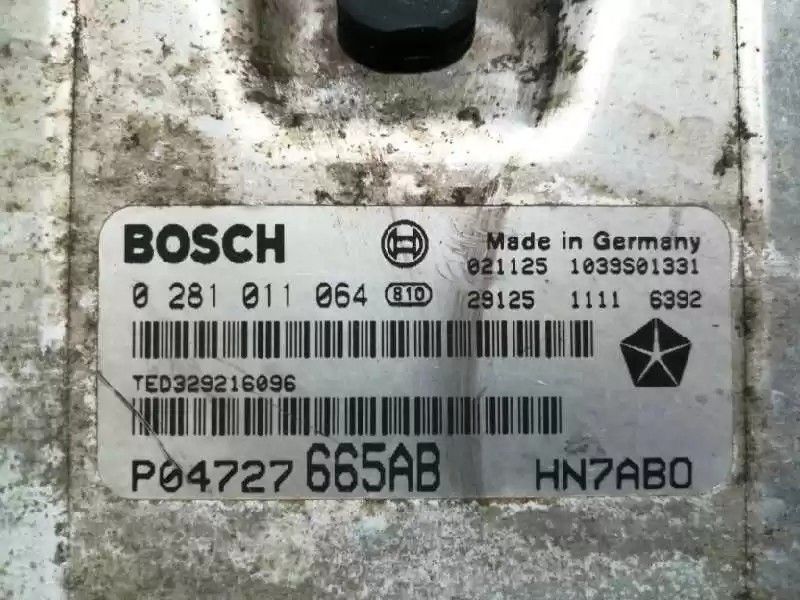 BOSCH Made in Germany
021125 1039S01331
0 281 011 064 810 29125 1111 6392
TED329216096
P04727 665AB HN7AB0